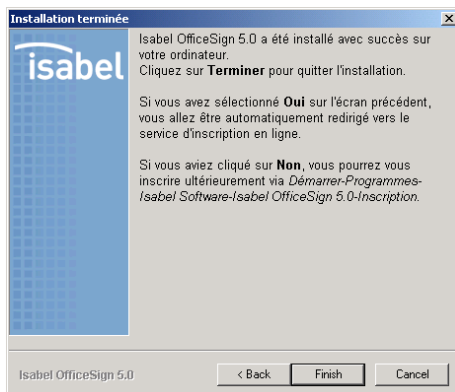 Installation terminée
isabel
Isabel OfficeSign 5.0 a été installé avec succès sur
votre ordinateur.
Cliquez sur Terminer pour quitter l'installation.
Si vous avez sélectionné Oui sur l'écran précédent,
vous allez être automatiquement redirigé vers le
service d'inscription en ligne.
Si vous aviez cliqué sur Non, vous pourrez vous
inscrire ultérieurement via Démarrer-Programmes-
Isabel Software-Isabel OfficeSign 5.0-Inscription.
Isabel OfficeSign 5.0
< Back Finish Cancel